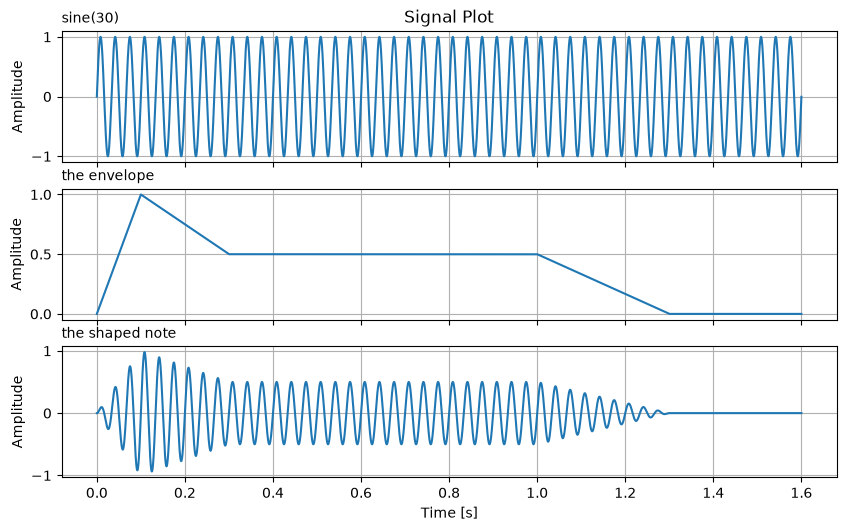 sine(30)
Signal Plot
1
0
−1
Amplitude
the envelope
1.0
0.5
0.0
Amplitude
the shaped note
1
0
−1
Amplitude
0.0 0.2 0.4 0.6 0.8 1.0 1.2 1.4 1.6
Time [s]